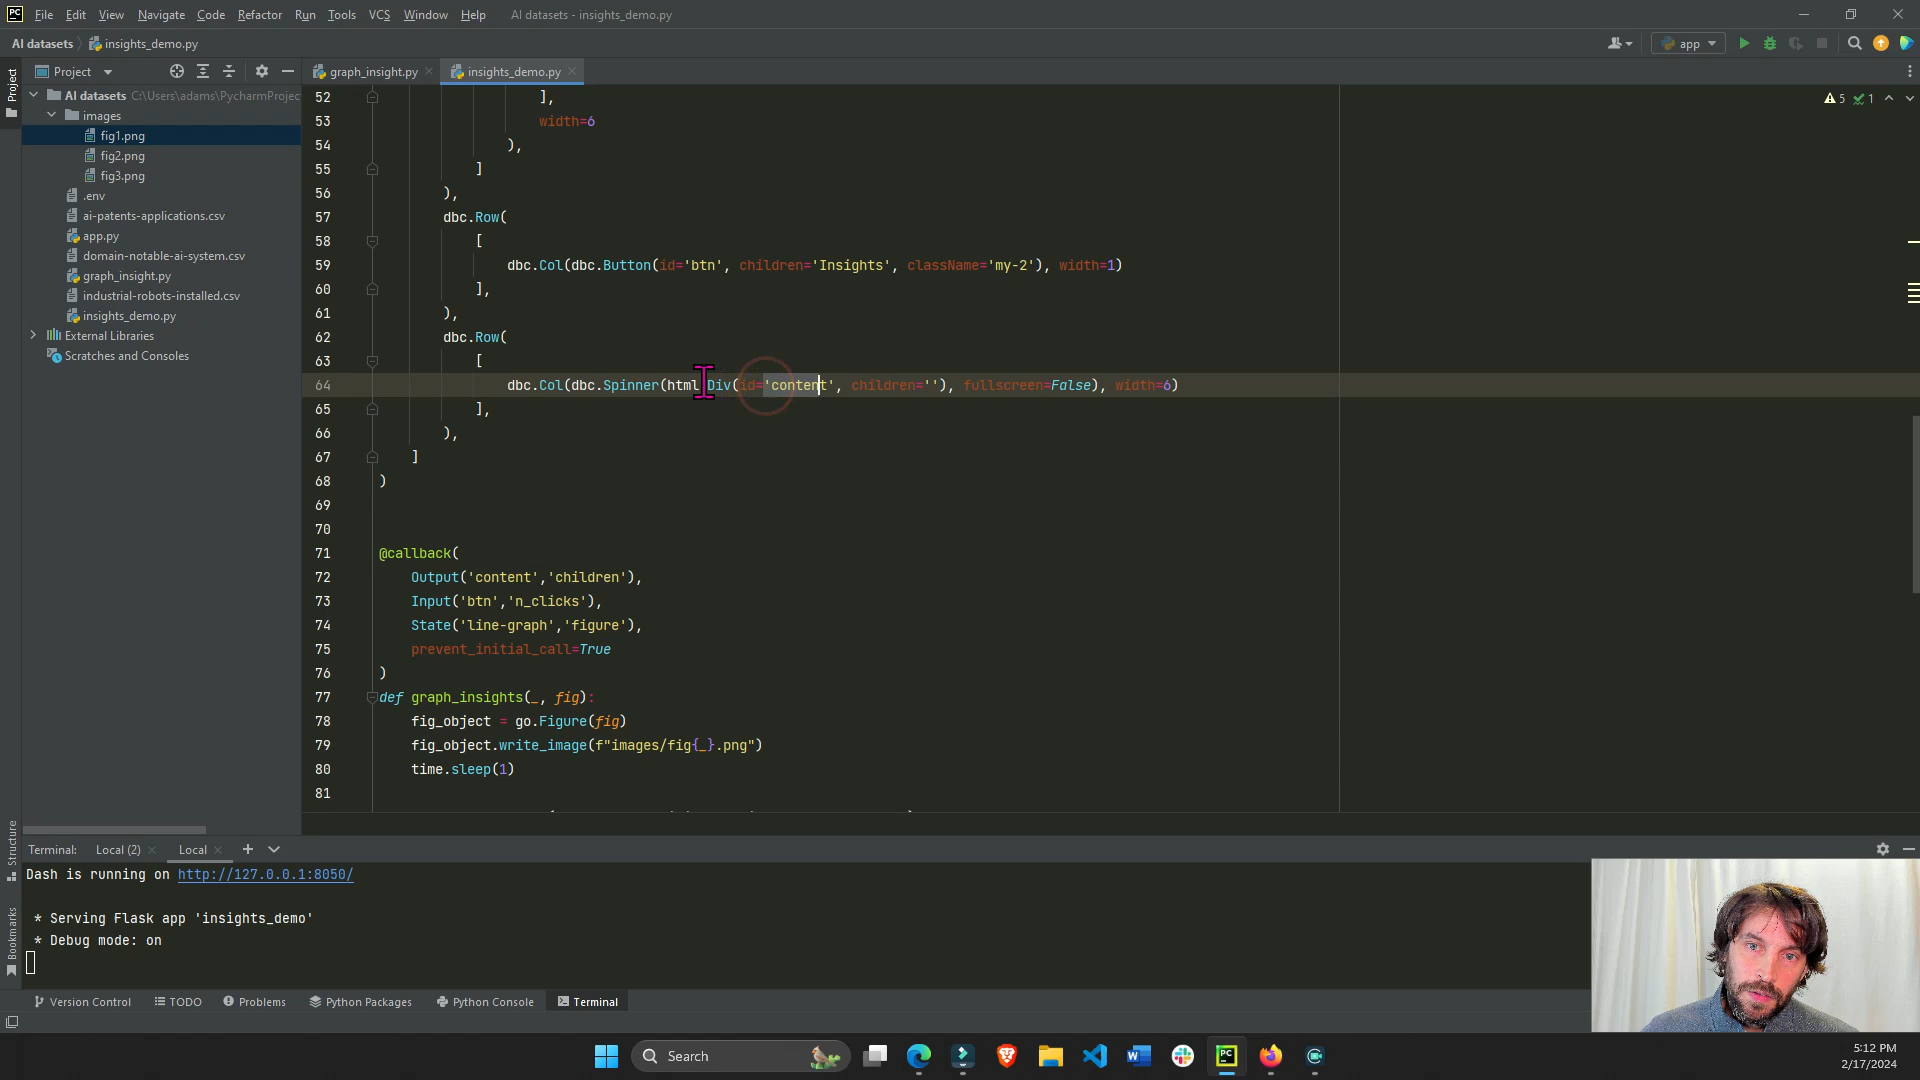 PC File Edit View Navigate Code Refactor Run Tools VCS Window Help AI datasets - insights_demo.py
AI datasets insights_demo.py app
Project
graph_insight.py insights_demo.py
Project
AI datasets C:\Users\adams\PycharmProjec
images
fig1.png
fig2.png
fig3.png
.env
ai-patents-applications.csv
app.py
domain-notable-ai-system.csv
graph_insight.py
industrial-robots-installed.csv
insights_demo.py
External Libraries
Scratches and Consoles
5 1
52 ],
53 width=6
54 ),
55 ]
56 ),
57 dbc.Row(
58 [
59 dbc.Col(dbc.Button(id='btn', children='Insights', className='my-2'), width=1)
60 ],
61 ),
62 dbc.Row(
63 [
64 dbc.Col(dbc.Spinner(html.Div(id='content', children=''), fullscreen=False), width=6)
65 ],
66 ),
67 ]
68 )
69
70
71 @callback(
72 Output('content','children'),
73 Input('btn','n_clicks'),
74 State('line-graph','figure'),
75 prevent_initial_call=True
76 )
77 def graph_insights(_, fig):
78 fig_object = go.Figure(fig)
79 fig_object.write_image(f"images/fig{_}.png")
80 time.sleep(1)
81
Structure
Bookmarks
Terminal: Local (2) Local
Dash is running on http://127.0.0.1:8050/
* Serving Flask app 'insights_demo'
* Debug mode: on
Version Control TODO Problems Python Packages Python Console Terminal
Search
PC
5:12 PM
2/17/2024